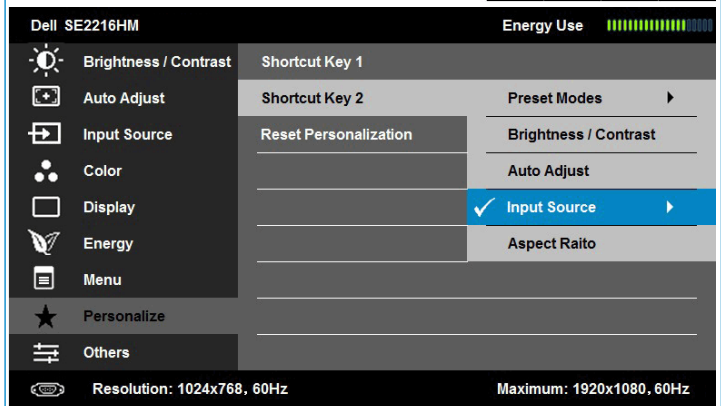 Dell SE2216HM Energy Use
Brightness / Contrast Shortcut Key 1
Auto Adjust Shortcut Key 2 Preset Modes
Input Source Reset Personalization Brightness / Contrast
Color Auto Adjust
Display Input Source
Energy Aspect Raito
Menu
Personalize
Others
Resolution: 1024x768, 60Hz Maximum: 1920x1080, 60Hz